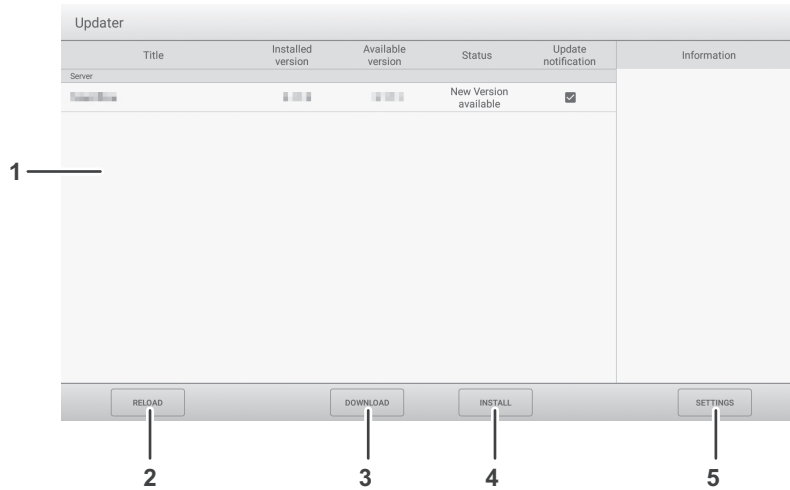 Updater
Title
Installed
version
Available
version
Status
Update
notification
Information
Server
New Version
available
1
RELOAD
DOWNLOAD
INSTALL
SETTINGS
2
3
4
5